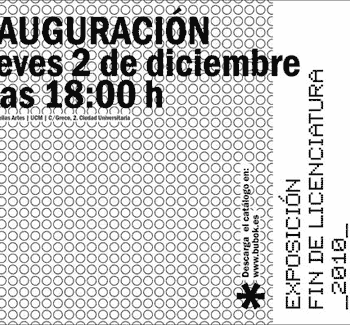 AUGURACIÓN
eves 2 de diciembre
as 18:00 h
ellas Artes | UCM | C/Greco, 2. Ciudad Universitaria
Descarga el catálogo en:
www.bubok.es
*
EXPOSICIÓN
FIN DE LICENCIATURA
_2010_